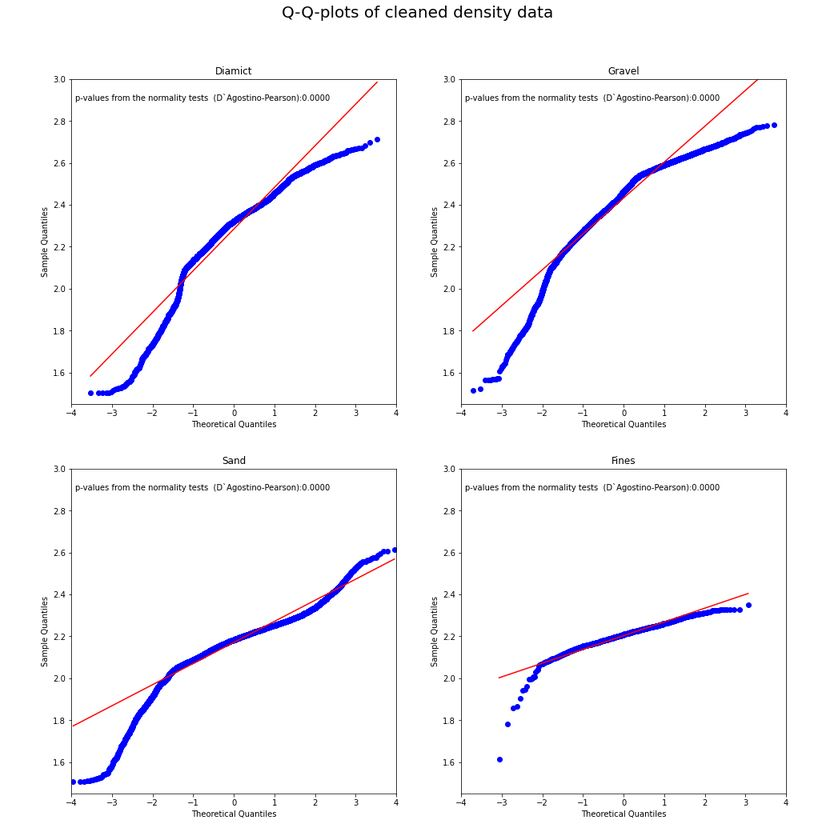 Q-Q-plots of cleaned density data
Diamict
Gravel
p-values from the normality tests (D`Agostino-Pearson):0.0000
p-values from the normality tests (D`Agostino-Pearson):0.0000
Sample Quantiles
3.0
2.8
2.6
2.4
2.2
2.0
1.8
1.6
Sample Quantiles
3.0
2.8
2.6
2.4
2.2
2.0
1.8
1.6
−4 −3 −2 −1 0 1 2 3 4
−4 −3 −2 −1 0 1 2 3 4
Theoretical Quantiles
Theoretical Quantiles
Sand
Fines
p-values from the normality tests (D`Agostino-Pearson):0.0000
p-values from the normality tests (D`Agostino-Pearson):0.0000
Sample Quantiles
3.0
2.8
2.6
2.4
2.2
2.0
1.8
1.6
Sample Quantiles
3.0
2.8
2.6
2.4
2.2
2.0
1.8
1.6
−4 −3 −2 −1 0 1 2 3 4
−4 −3 −2 −1 0 1 2 3 4
Theoretical Quantiles
Theoretical Quantiles